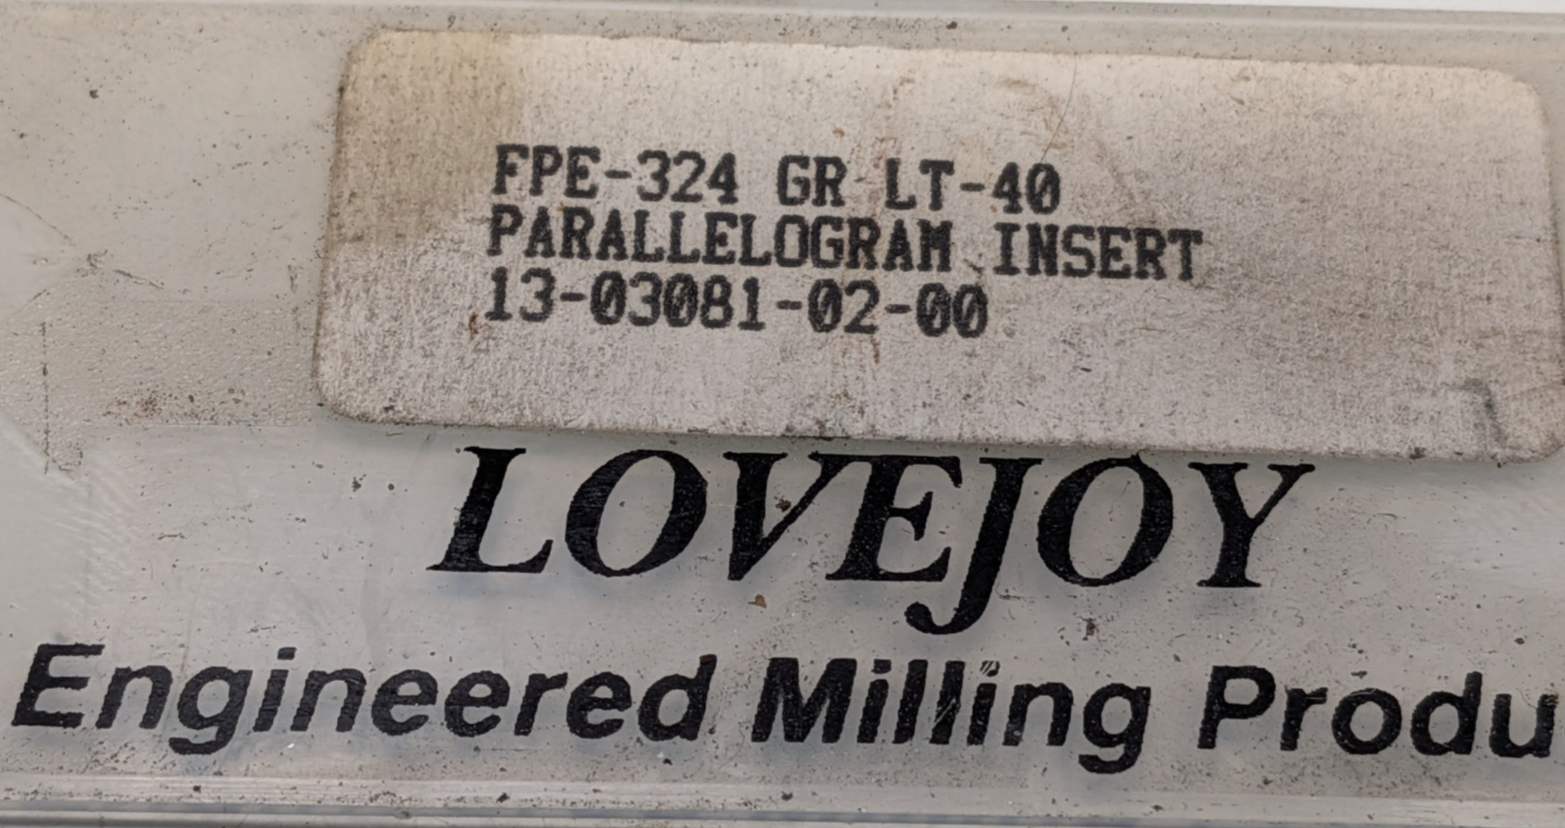 FPE-324 GR LT-40
PARALLELOGRAM INSERT
13-03081-02-00
LOVEJOY
Engineered Milling Produ